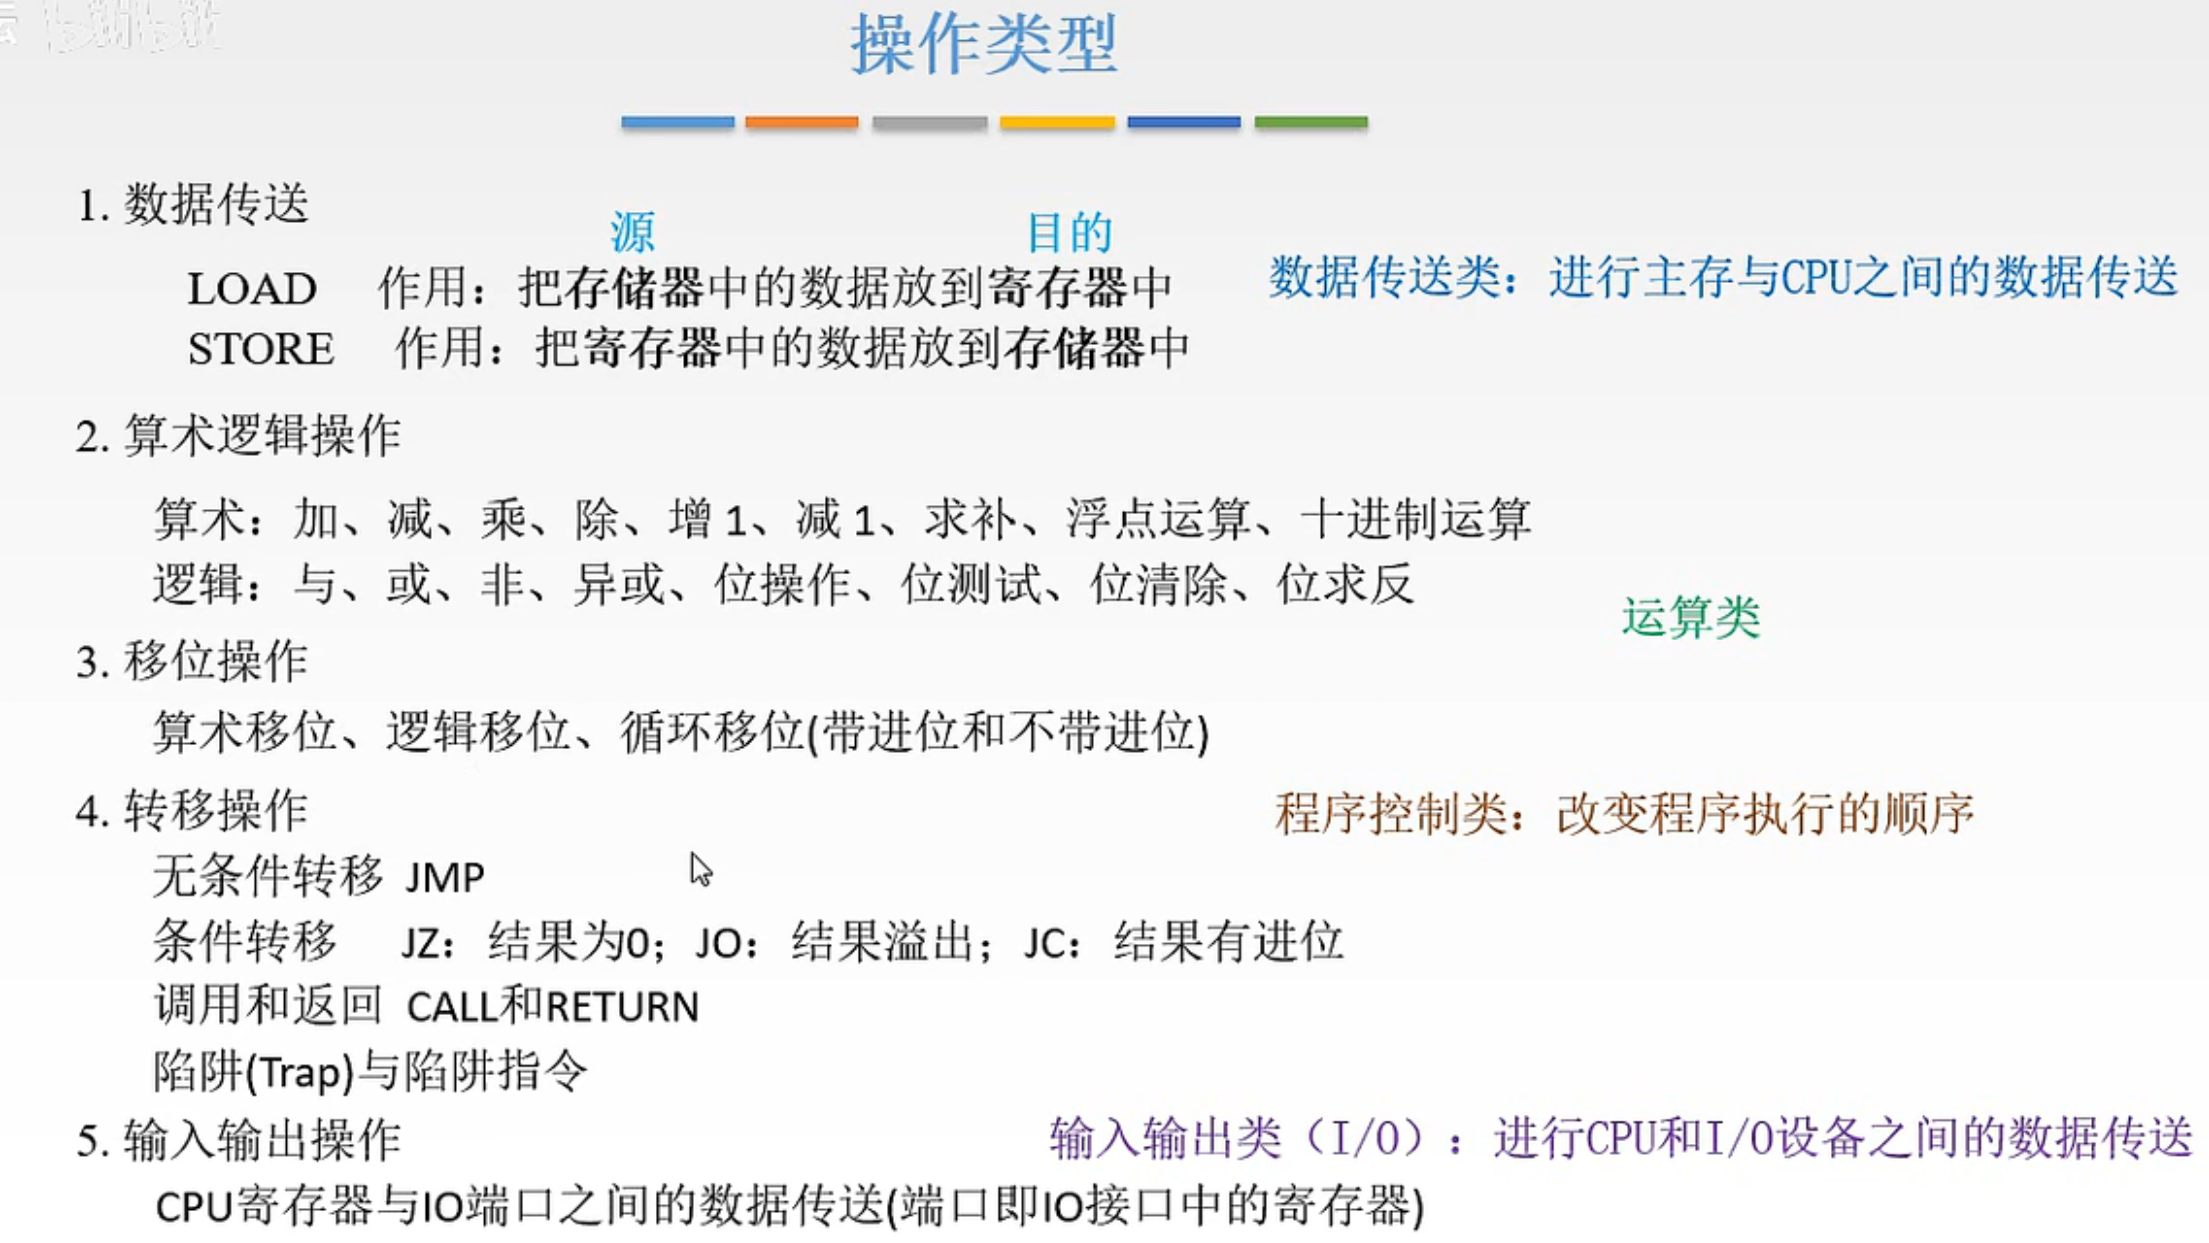 操作类型
1. 数据传送
源 目的
LOAD 作用：把存储器中的数据放到寄存器中
数据传送类：进行主存与CPU之间的数据传送
STORE 作用：把寄存器中的数据放到存储器中
2. 算术逻辑操作
算术：加、减、乘、除、增 1、减 1、求补、浮点运算、十进制运算
逻辑：与、或、非、异或、位操作、位测试、位清除、位求反
运算类
3. 移位操作
算术移位、逻辑移位、循环移位(带进位和不带进位)
4. 转移操作
程序控制类：改变程序执行的顺序
无条件转移 JMP
条件转移 JZ：结果为0；JO：结果溢出；JC：结果有进位
调用和返回 CALL和RETURN
陷阱(Trap)与陷阱指令
5. 输入输出操作
输入输出类（I/O）：进行CPU和I/O设备之间的数据传送
CPU寄存器与IO端口之间的数据传送(端口即IO接口中的寄存器)